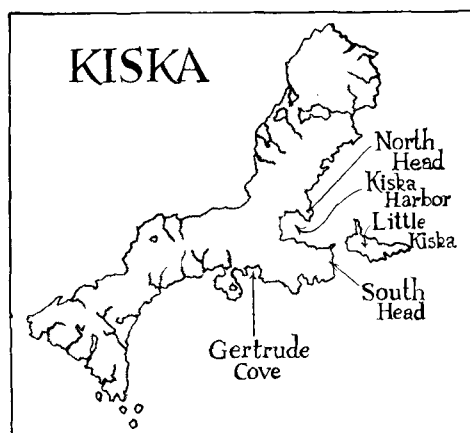 KISKA
North
Head
Kiska
Harbor
Little
Kiska
South
Head
Gertrude
Cove